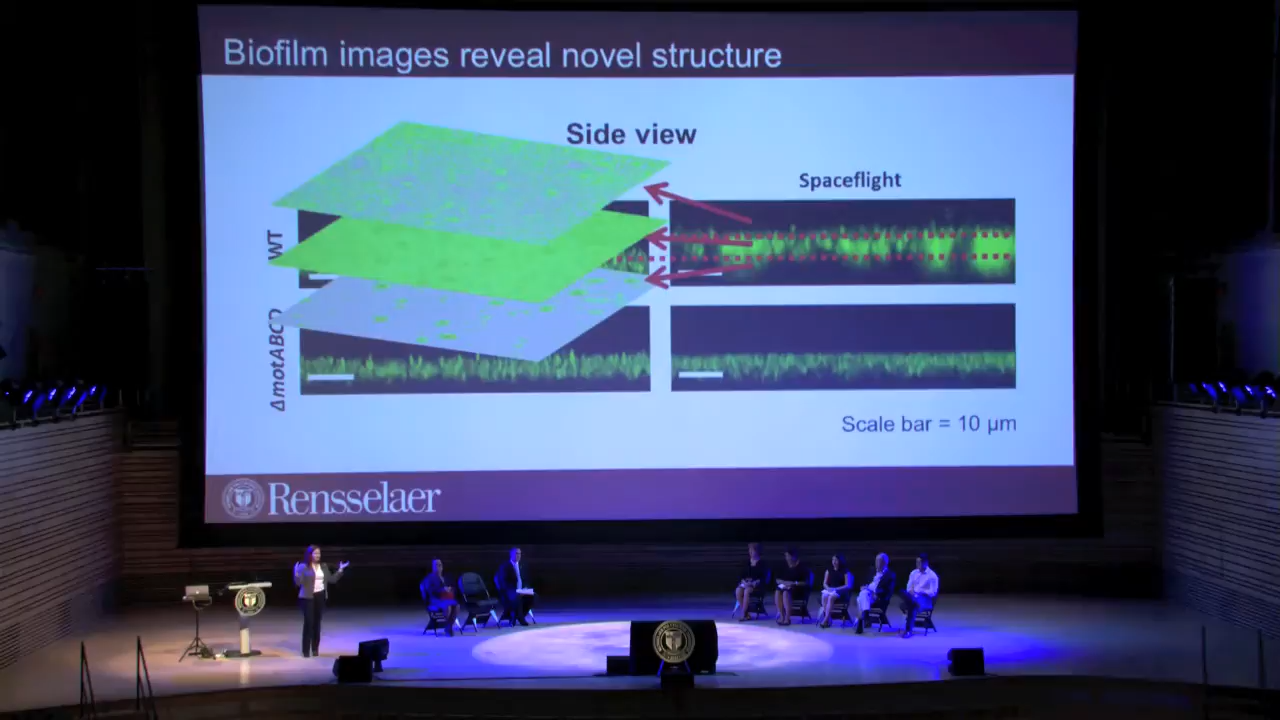 Biofilm images reveal novel structure
Side view
Spaceflight
WT
ΔmotABCD
Scale bar = 10 µm
Rensselaer